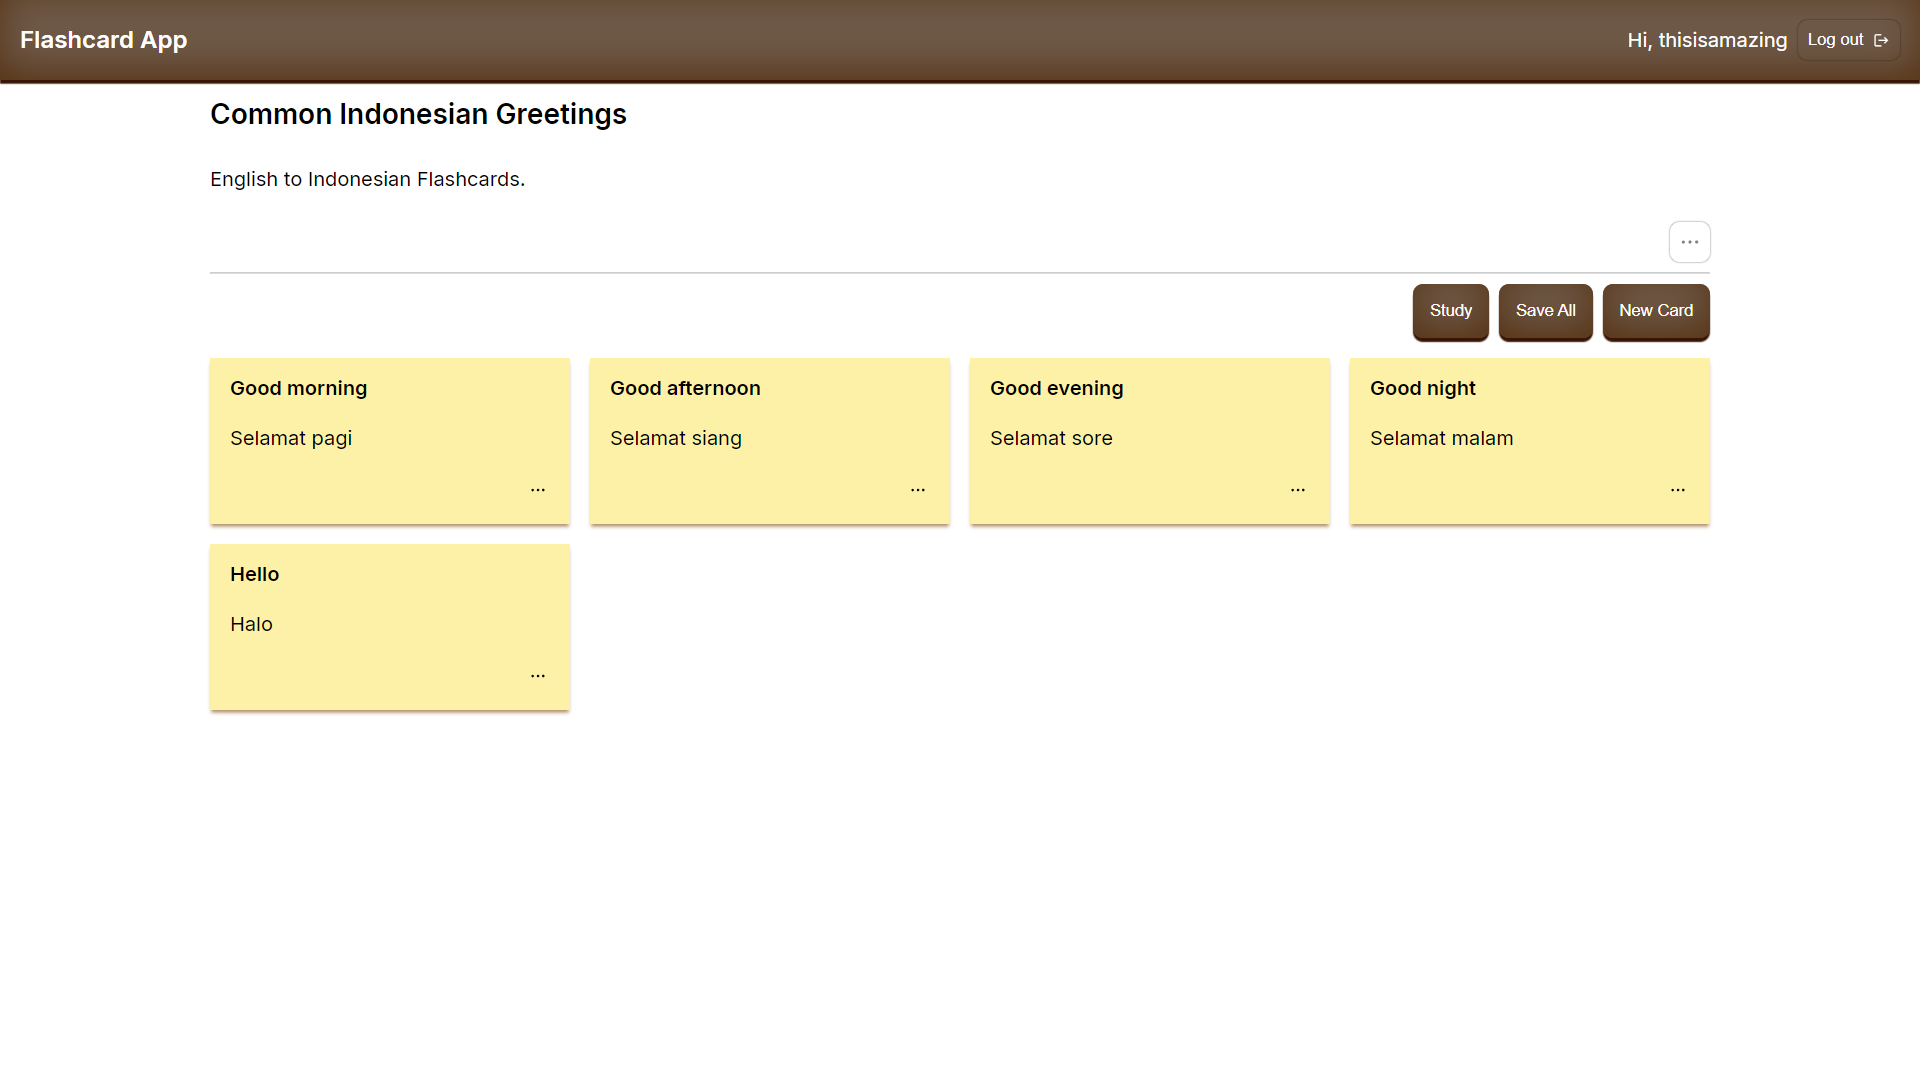 Flashcard App
Hi, thisisamazing
Log out
Common Indonesian Greetings
English to Indonesian Flashcards.
...
Study
Save All
New Card
Good morning
Selamat pagi
...
Good afternoon
Selamat siang
...
Good evening
Selamat sore
...
Good night
Selamat malam
...
Hello
Halo
...